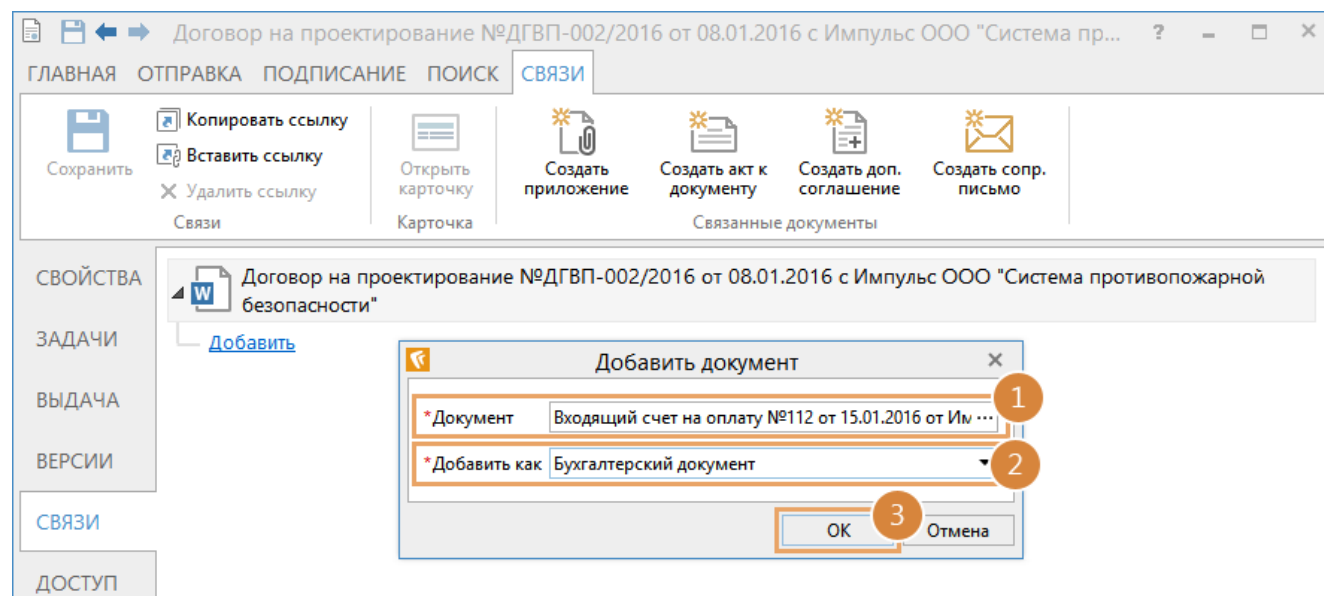 Договор на проектирование №ДГВП-002/2016 от 08.01.2016 с Импульс ООО "Система пр... ?
ГЛАВНАЯ ОТПРАВКА ПОДПИСАНИЕ ПОИСК СВЯЗИ
Сохранить
Копировать ссылку
Вставить ссылку
Удалить ссылку
Связи
Открыть
карточку
Карточка
Создать
приложение
Создать акт к
документу
Создать доп.
соглашение
Создать сопр.
письмо
Связанные документы
СВОЙСТВА
ЗАДАЧИ
ВЫДАЧА
ВЕРСИИ
СВЯЗИ
ДОСТУП
W
Договор на проектирование №ДГВП-002/2016 от 08.01.2016 с Импульс ООО "Система противопожарной
безопасности"
Добавить
Добавить документ
*Документ Входящий счет на оплату №112 от 15.01.2016 от Им ... 1
*Добавить как Бухгалтерский документ 2
ОК 3 Отмена